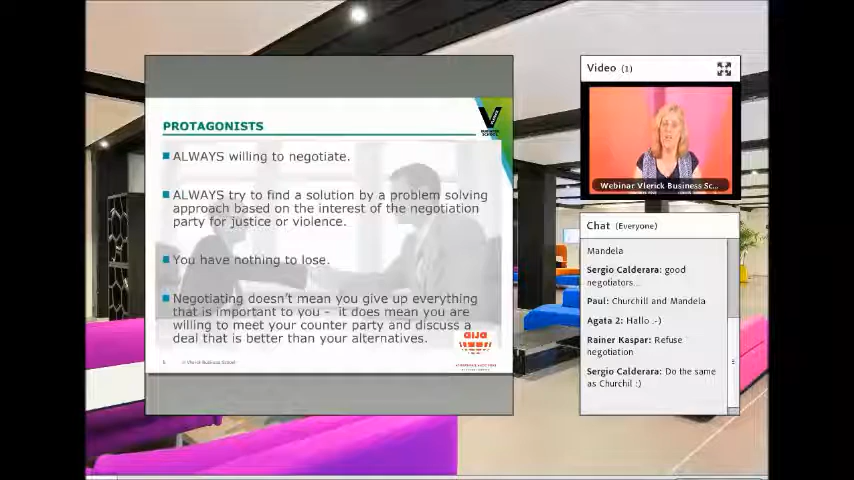 Video (1)
Webinar Vlerick Business Sc...
Chat (Everyone)
Mandela
Sergio Calderara: good
negotiators...
Paul: Churchill and Mandela
Agata 2: Hallo :-)
Rainer Kaspar: Refuse
negotiation
Sergio Calderara: Do the same
as Churchil :)
PROTAGONISTS
ALWAYS willing to negotiate.
ALWAYS try to find a solution by a problem solving
approach based on the interest of the negotiation
party for justice or violence.
You have nothing to lose.
Negotiating doesn't mean you give up everything
that is important to you - it does mean you are
willing to meet your counter party and discuss a
deal that is better than your alternatives.
© Vlerick Business School
aija